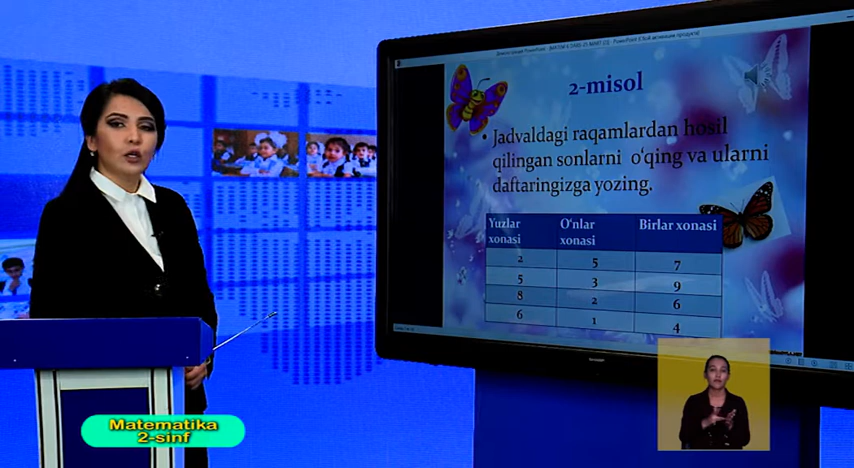 2-misol
• Jadvaldagi raqamlardan hosil
qilingan sonlarni o'qing va ularni
daftaringizga yozing.
Yuzlar xonasi O'nlar xonasi Birlar xonasi
2 5 7
5 3 9
8 2 6
6 1 4
Matematika
2-sinf